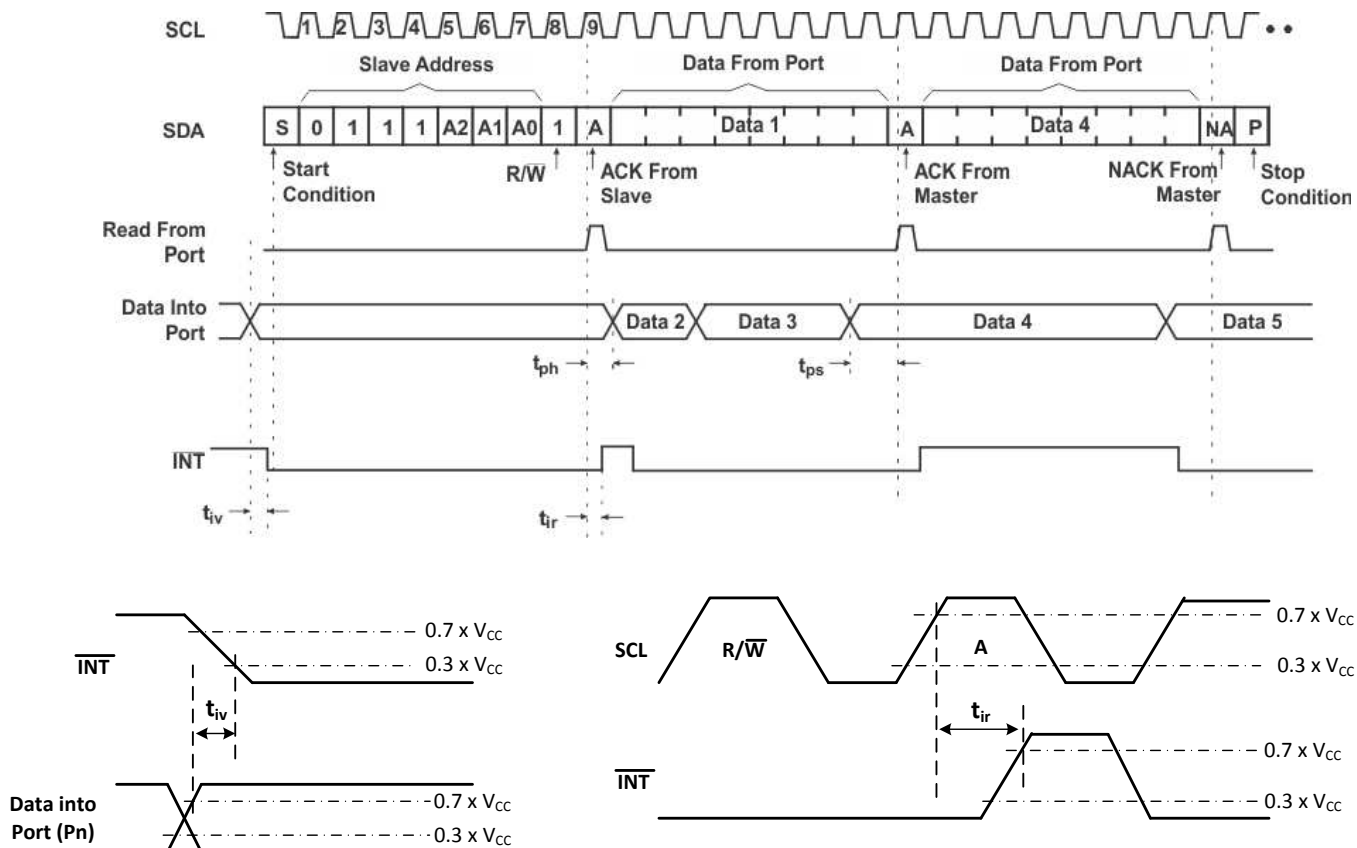 SCL 1 2 3 4 5 6 7 8 9
Slave Address Data From Port Data From Port
SDA S 0 1 1 1 A2 A1 A0 1 A Data 1 A Data 4 NA P
Start Condition
R/W̅
ACK From Slave
ACK From Master
NACK From Master
Stop Condition
Read From Port
Data Into Port
Data 2 Data 3 Data 4 Data 5
tph tps
I̅N̅T̅
tiv tir
I̅N̅T̅
0.7 x VCC
0.3 x VCC
tiv
Data into Port (Pn)
0.7 x VCC
0.3 x VCC
SCL R/W̅ A
0.7 x VCC
0.3 x VCC
tir
I̅N̅T̅
0.7 x VCC
0.3 x VCC